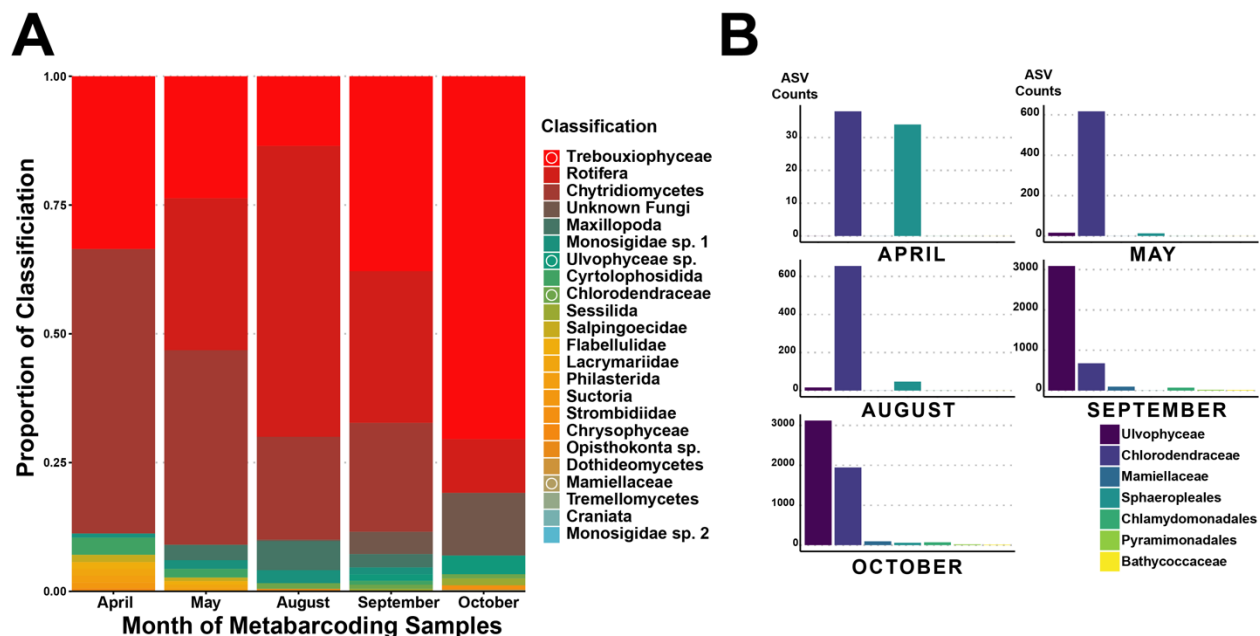 A
Proportion of Classificiation
1.00
0.75
0.50
0.25
0.00
April
May
August
September
October
Month of Metabarcoding Samples
Classification
Trebouxiophyceae
Rotifera
Chytridiomycetes
Unknown Fungi
Maxillopoda
Monosigidae sp. 1
Ulvophyceae sp.
Cyrtolophosidida
Chlorodendraceae
Sessilida
Salpingoecidae
Flabellulidae
Lacrymariidae
Philasterida
Suctoria
Strombidiidae
Chrysophyceae
Opisthokonta sp.
Dothideomycetes
Mamiellaceae
Tremellomycetes
Craniata
Monosigidae sp. 2
B
ASV
Counts
30
20
10
0
APRIL
ASV
Counts
600
400
200
0
MAY
600
400
200
0
AUGUST
3000
1000
0
SEPTEMBER
3000
2000
1000
0
OCTOBER
Ulvophyceae
Chlorodendraceae
Mamiellaceae
Sphaeropleales
Chlamydomonadales
Pyramimonadales
Bathycoccaceae